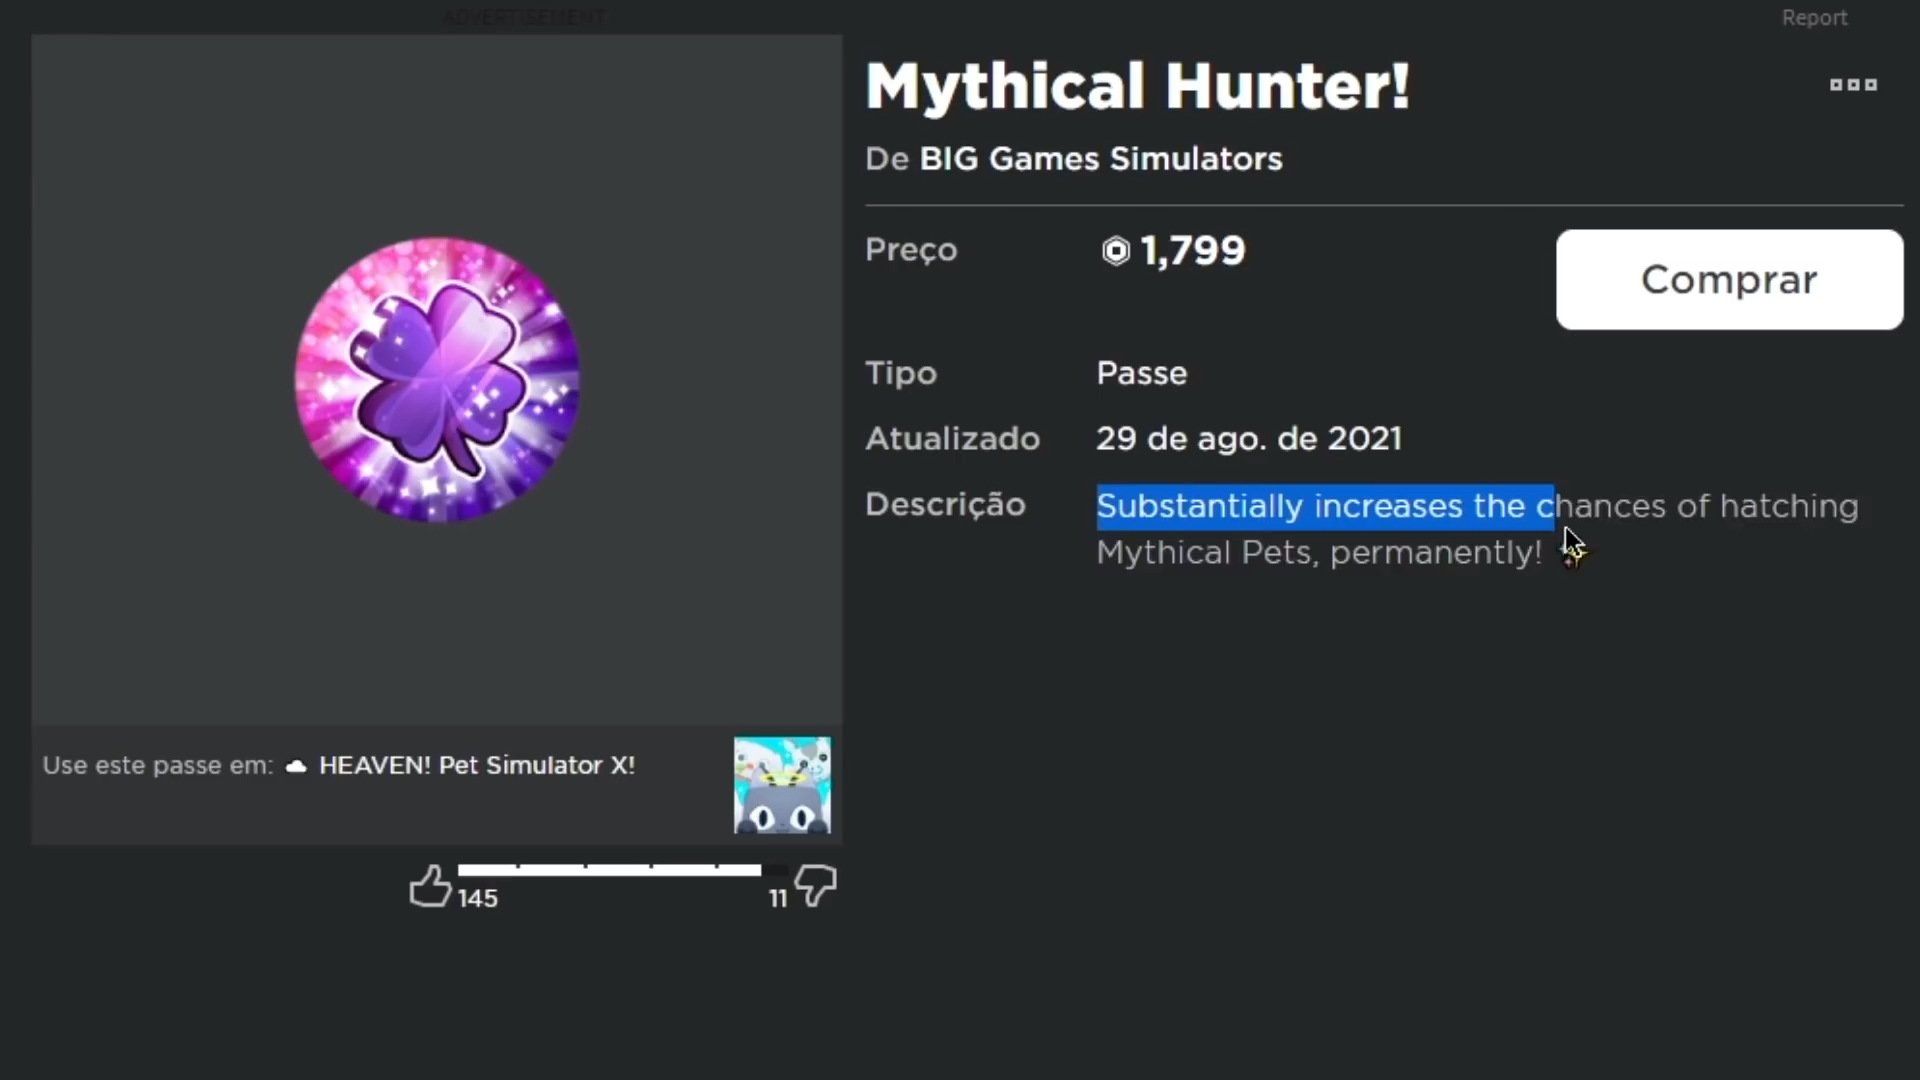 ADVERTISEMENT
Report
Mythical Hunter!
De BIG Games Simulators
Preço 1,799
Comprar
Tipo Passe
Atualizado 29 de ago. de 2021
Descrição Substantially increases the chances of hatching
Mythical Pets, permanently!
Use este passe em: HEAVEN! Pet Simulator X!
145 11